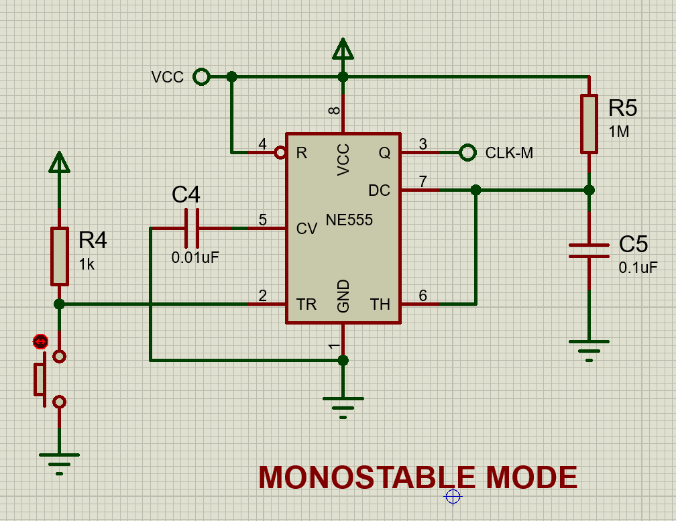 VCC
8
4
R
VCC
Q
3
CLK-M
R5
1M
DC
7
C4
0.01uF
5
CV
NE555
R4
1k
C5
0.1uF
2
TR
GND
TH
6
1
MONOSTABLE MODE